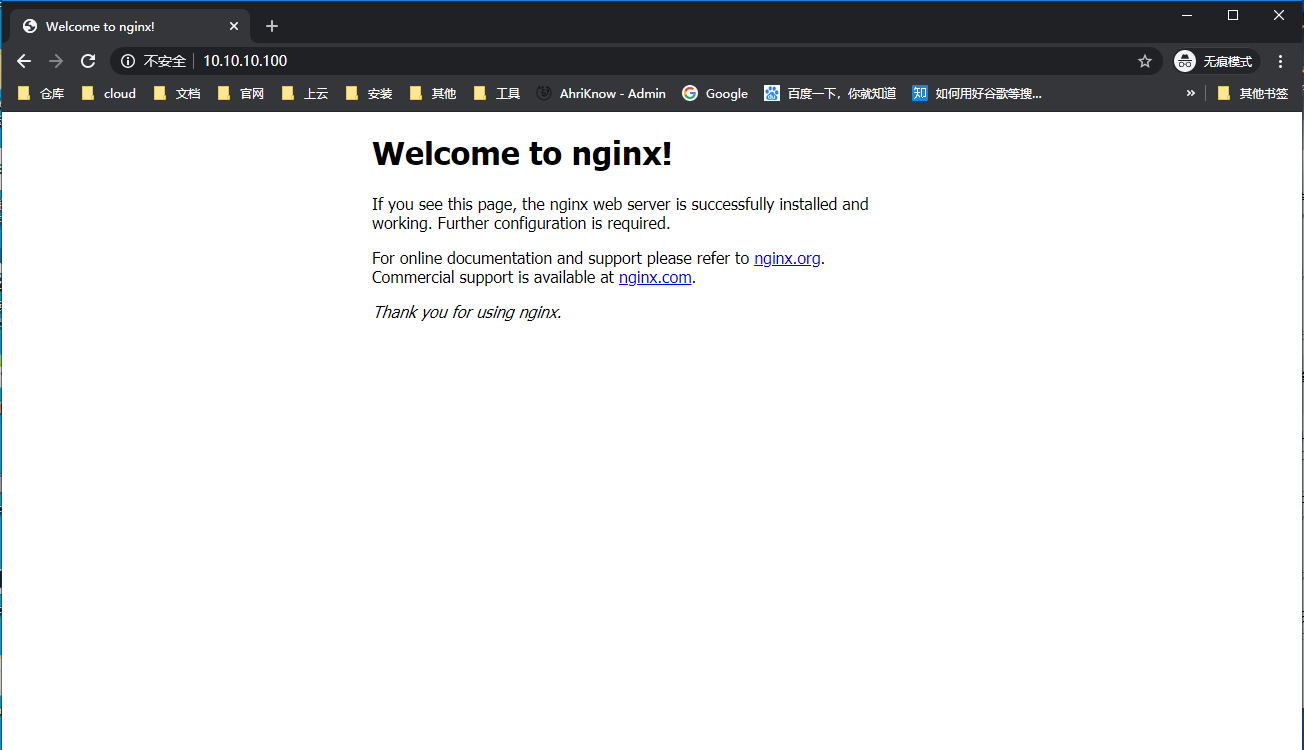 Welcome to nginx!
不安全 10.10.10.100 无痕模式
仓库 cloud 文档 官网 上云 安装 其他 工具 AhriKnow - Admin Google 百度一下，你就知道 知 如何用好谷歌等搜... » 其他书签
Welcome to nginx!
If you see this page, the nginx web server is successfully installed and
working. Further configuration is required.
For online documentation and support please refer to nginx.org.
Commercial support is available at nginx.com.
Thank you for using nginx.